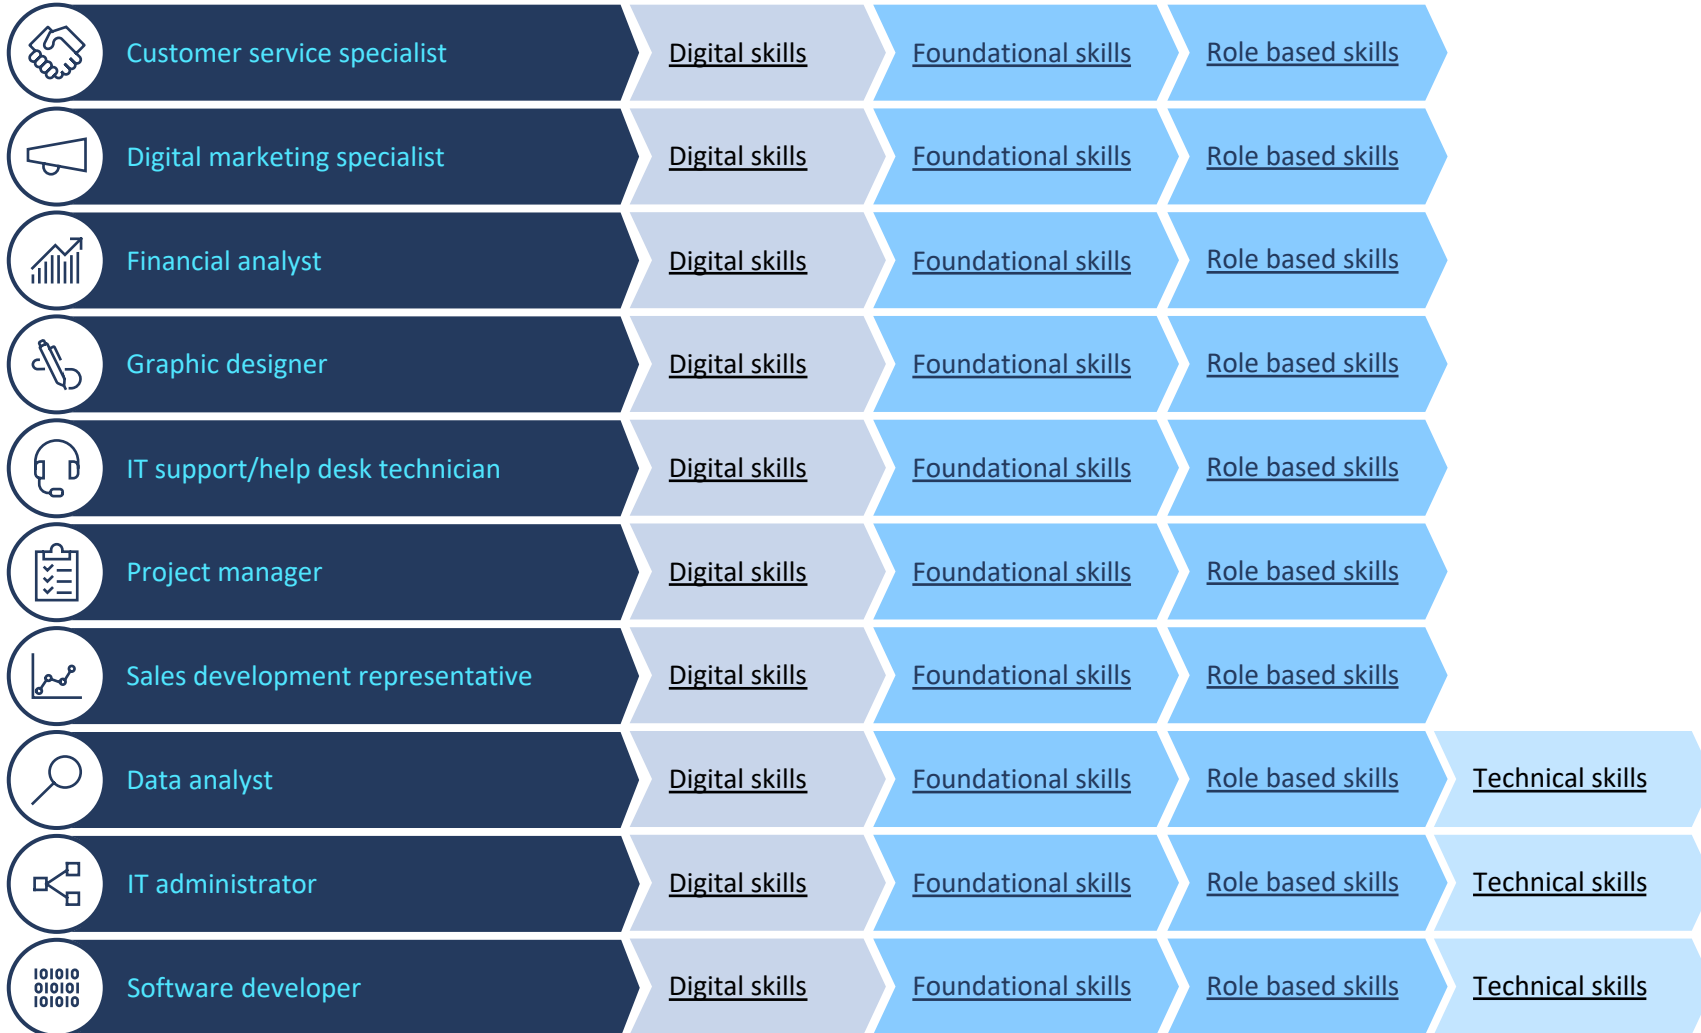 Customer service specialist Digital skills Foundational skills Role based skills
Digital marketing specialist Digital skills Foundational skills Role based skills
Financial analyst Digital skills Foundational skills Role based skills
Graphic designer Digital skills Foundational skills Role based skills
IT support/help desk technician Digital skills Foundational skills Role based skills
Project manager Digital skills Foundational skills Role based skills
Sales development representative Digital skills Foundational skills Role based skills
Data analyst Digital skills Foundational skills Role based skills Technical skills
IT administrator Digital skills Foundational skills Role based skills Technical skills
101010
010101
101010
Software developer Digital skills Foundational skills Role based skills Technical skills